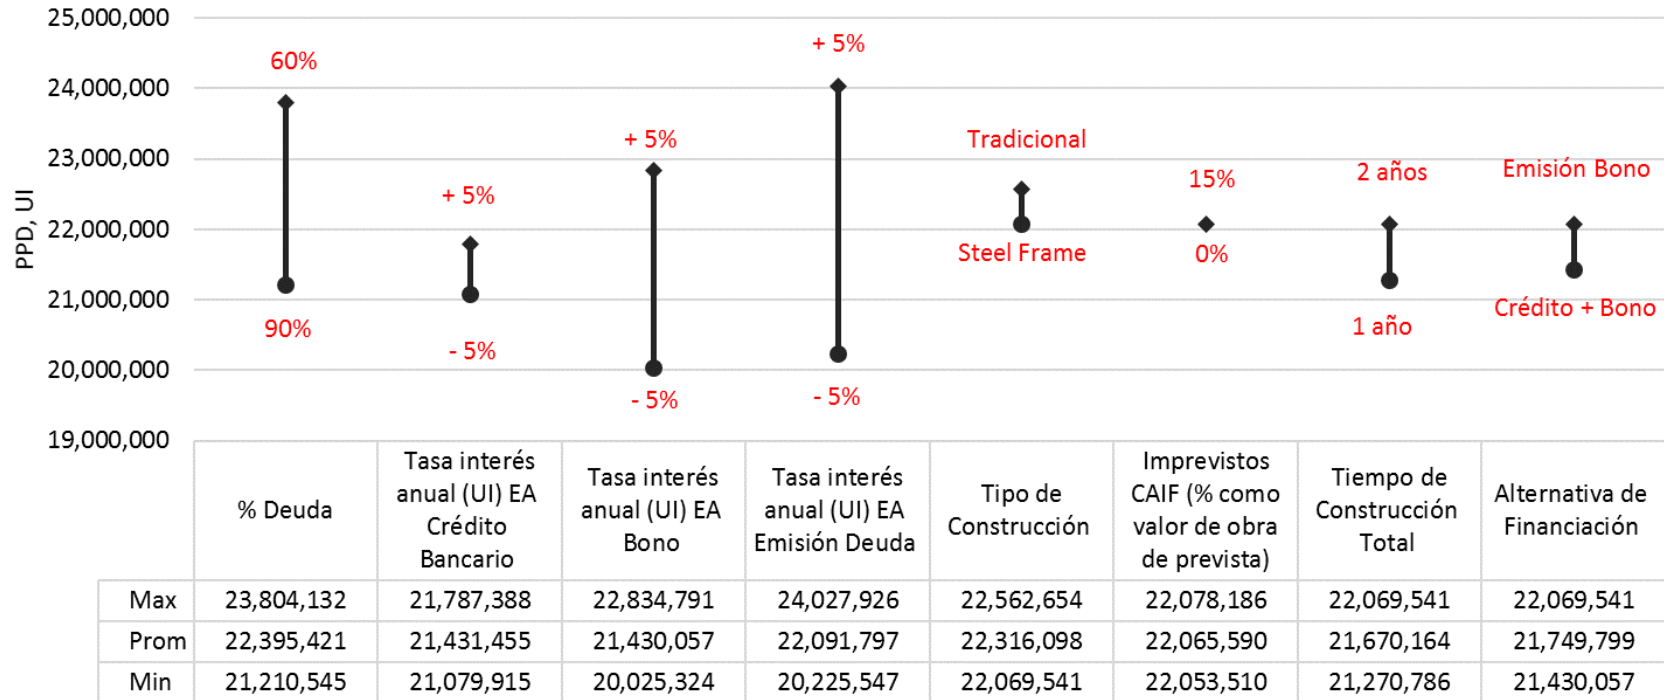 25,000,000
24,000,000
23,000,000
22,000,000
21,000,000
20,000,000
19,000,000
PPD, UI
60%
90%
+ 5%
- 5%
+ 5%
- 5%
+ 5%
- 5%
Tradicional
Steel Frame
15%
0%
2 años
1 año
Emisión Bono
Crédito + Bono
% Deuda
Tasa interés
anual (UI) EA
Crédito
Bancario
Tasa interés
anual (UI) EA
Bono
Tasa interés
anual (UI) EA
Emisión Deuda
Tipo de
Construcción
Imprevistos
CAIF (% como
valor de obra
de prevista)
Tiempo de
Construcción
Total
Alternativa de
Financiación
Max 23,804,132 21,787,388 22,834,791 24,027,926 22,562,654 22,078,186 22,069,541 22,069,541
Prom 22,395,421 21,431,455 21,430,057 22,091,797 22,316,098 22,065,590 21,670,164 21,749,799
Min 21,210,545 21,079,915 20,025,324 20,225,547 22,069,541 22,053,510 21,270,786 21,430,057